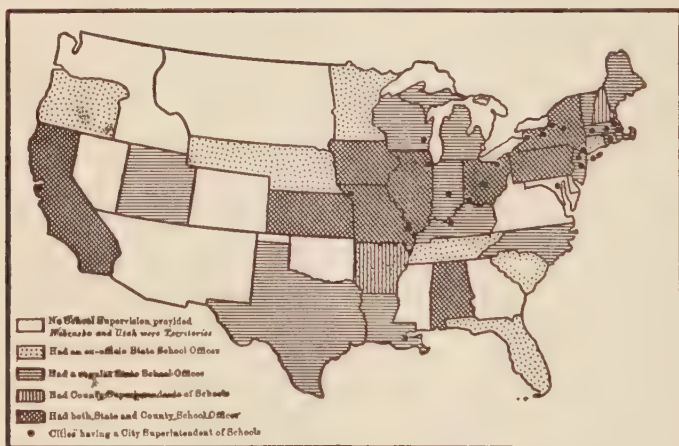 No School Supervision, provided
Nebraska and Utah were Territories
Had an ex-officio State School Officer
Had a regular State School Officer
Had County Superintendents of Schools
Had both State and County School Officer
Cities having a City Superintendent of Schools